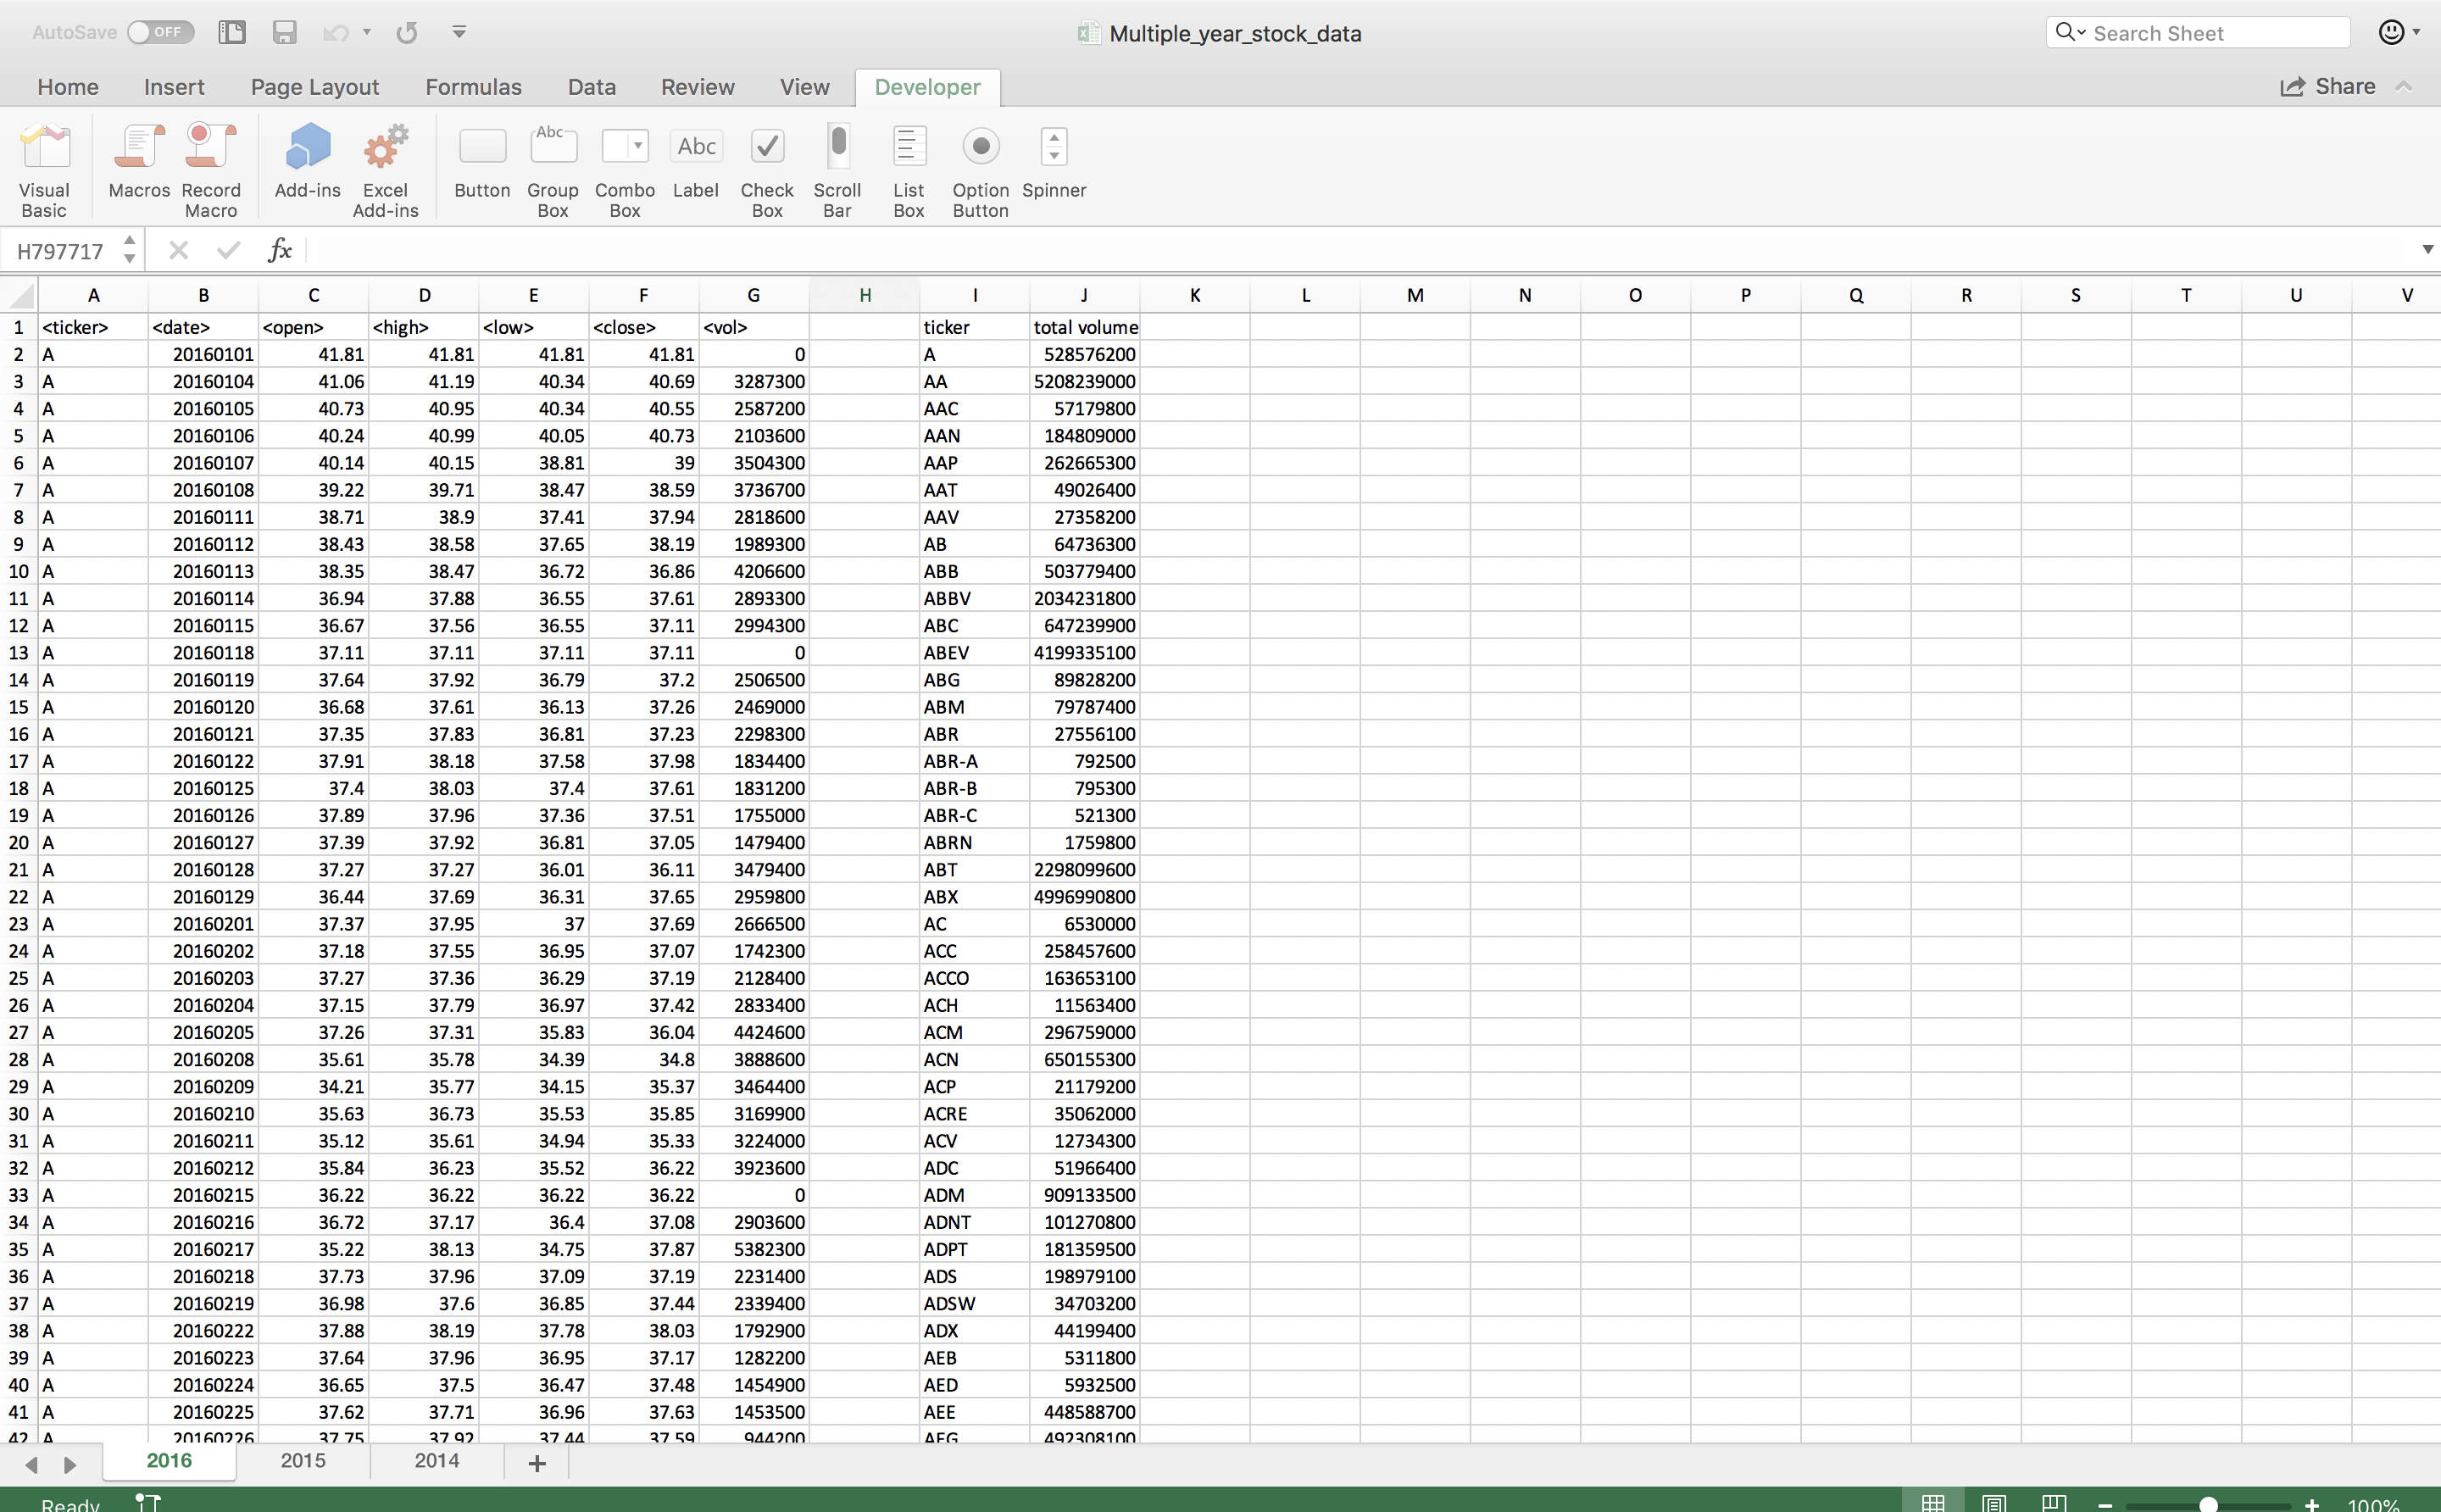 AutoSave OFF Multiple_year_stock_data Search Sheet
Home Insert Page Layout Formulas Data Review View Developer Share
Visual Basic Macros Record Macro Add-ins Excel Add-ins Button Abc Group Box Combo Box Abc Label Check Box Scroll Bar List Box Option Button Spinner
H797717 fx
A B C D E F G H I J K L M N O P Q R S T U V
1 <ticker> <date> <open> <high> <low> <close> <vol> ticker total volume
2 A 20160101 41.81 41.81 41.81 41.81 0 A 528576200
3 A 20160104 41.06 41.19 40.34 40.69 3287300 AA 5208239000
4 A 20160105 40.73 40.95 40.34 40.55 2587200 AAC 57179800
5 A 20160106 40.24 40.99 40.05 40.73 2103600 AAN 184809000
6 A 20160107 40.14 40.15 38.81 39 3504300 AAP 262665300
7 A 20160108 39.22 39.71 38.47 38.59 3736700 AAT 49026400
8 A 20160111 38.71 38.9 37.41 37.94 2818600 AAV 27358200
9 A 20160112 38.43 38.58 37.65 38.19 1989300 AB 64736300
10 A 20160113 38.35 38.47 36.72 36.86 4206600 ABB 503779400
11 A 20160114 36.94 37.88 36.55 37.61 2893300 ABBV 2034231800
12 A 20160115 36.67 37.56 36.55 37.11 2994300 ABC 647239900
13 A 20160118 37.11 37.11 37.11 37.11 0 ABEV 4199335100
14 A 20160119 37.64 37.92 36.79 37.2 2506500 ABG 89828200
15 A 20160120 36.68 37.61 36.13 37.26 2469000 ABM 79787400
16 A 20160121 37.35 37.83 36.81 37.23 2298300 ABR 27556100
17 A 20160122 37.91 38.18 37.58 37.98 1834400 ABR-A 792500
18 A 20160125 37.4 38.03 37.4 37.61 1831200 ABR-B 795300
19 A 20160126 37.89 37.96 37.36 37.51 1755000 ABR-C 521300
20 A 20160127 37.39 37.92 36.81 37.05 1479400 ABRN 1759800
21 A 20160128 37.27 37.27 36.01 36.11 3479400 ABT 2298099600
22 A 20160129 36.44 37.69 36.31 37.65 2959800 ABX 4996990800
23 A 20160201 37.37 37.95 37 37.69 2666500 AC 6530000
24 A 20160202 37.18 37.55 36.95 37.07 1742300 ACC 258457600
25 A 20160203 37.27 37.36 36.29 37.19 2128400 ACCO 163653100
26 A 20160204 37.15 37.79 36.97 37.42 2833400 ACH 11563400
27 A 20160205 37.26 37.31 35.83 36.04 4424600 ACM 296759000
28 A 20160208 35.61 35.78 34.39 34.8 3888600 ACN 650155300
29 A 20160209 34.21 35.77 34.15 35.37 3464400 ACP 21179200
30 A 20160210 35.63 36.73 35.53 35.85 3169900 ACRE 35062000
31 A 20160211 35.12 35.61 34.94 35.33 3224000 ACV 12734300
32 A 20160212 35.84 36.23 35.52 36.22 3923600 ADC 51966400
33 A 20160215 36.22 36.22 36.22 36.22 0 ADM 909133500
34 A 20160216 36.72 37.17 36.4 37.08 2903600 ADNT 101270800
35 A 20160217 35.22 38.13 34.75 37.87 5382300 ADPT 181359500
36 A 20160218 37.73 37.96 37.09 37.19 2231400 ADS 198979100
37 A 20160219 36.98 37.6 36.85 37.44 2339400 ADSW 34703200
38 A 20160222 37.88 38.19 37.78 38.03 1792900 ADX 44199400
39 A 20160223 37.64 37.96 36.95 37.17 1282200 AEB 5311800
40 A 20160224 36.65 37.5 36.47 37.48 1454900 AED 5932500
41 A 20160225 37.62 37.71 36.96 37.63 1453500 AEE 448588700
42 A 20160226 37.75 37.92 37.44 37.59 944200 AEG 492308100
2016 2015 2014 +
Ready 100%